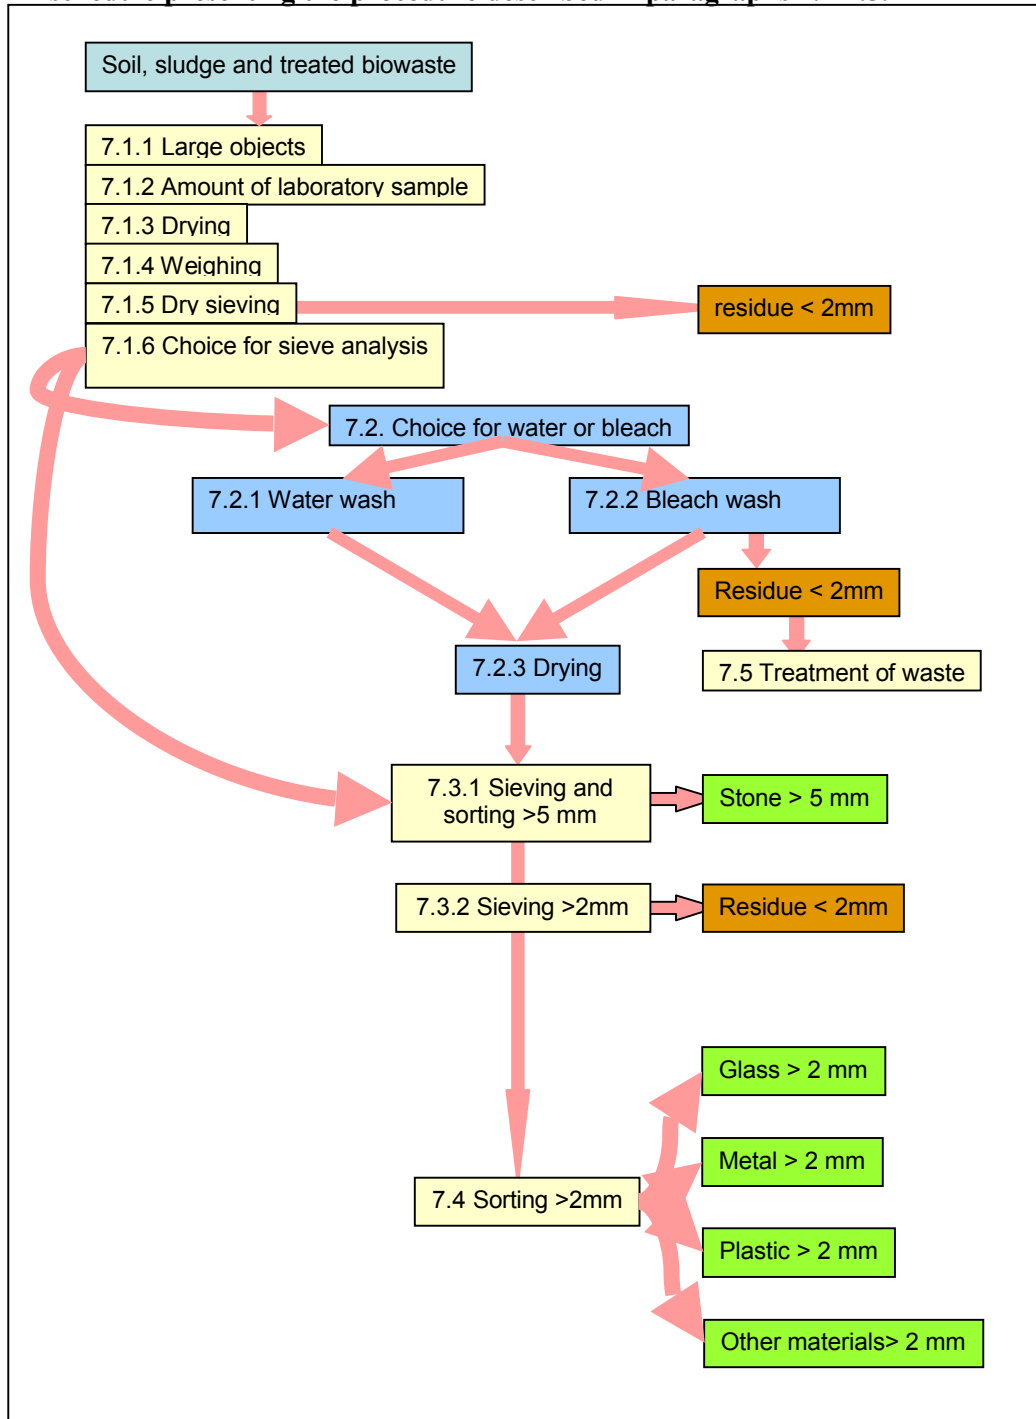 Soil, sludge and treated biowaste
7.1.1 Large objects
7.1.2 Amount of laboratory sample
7.1.3 Drying
7.1.4 Weighing
7.1.5 Dry sieving
residue < 2mm
7.1.6 Choice for sieve analysis
7.2. Choice for water or bleach
7.2.1 Water wash
7.2.2 Bleach wash
Residue < 2mm
7.2.3 Drying
7.5 Treatment of waste
7.3.1 Sieving and
sorting >5 mm
Stone > 5 mm
7.3.2 Sieving >2mm
Residue < 2mm
Glass > 2 mm
Metal > 2 mm
7.4 Sorting >2mm
Plastic > 2 mm
Other materials> 2 mm